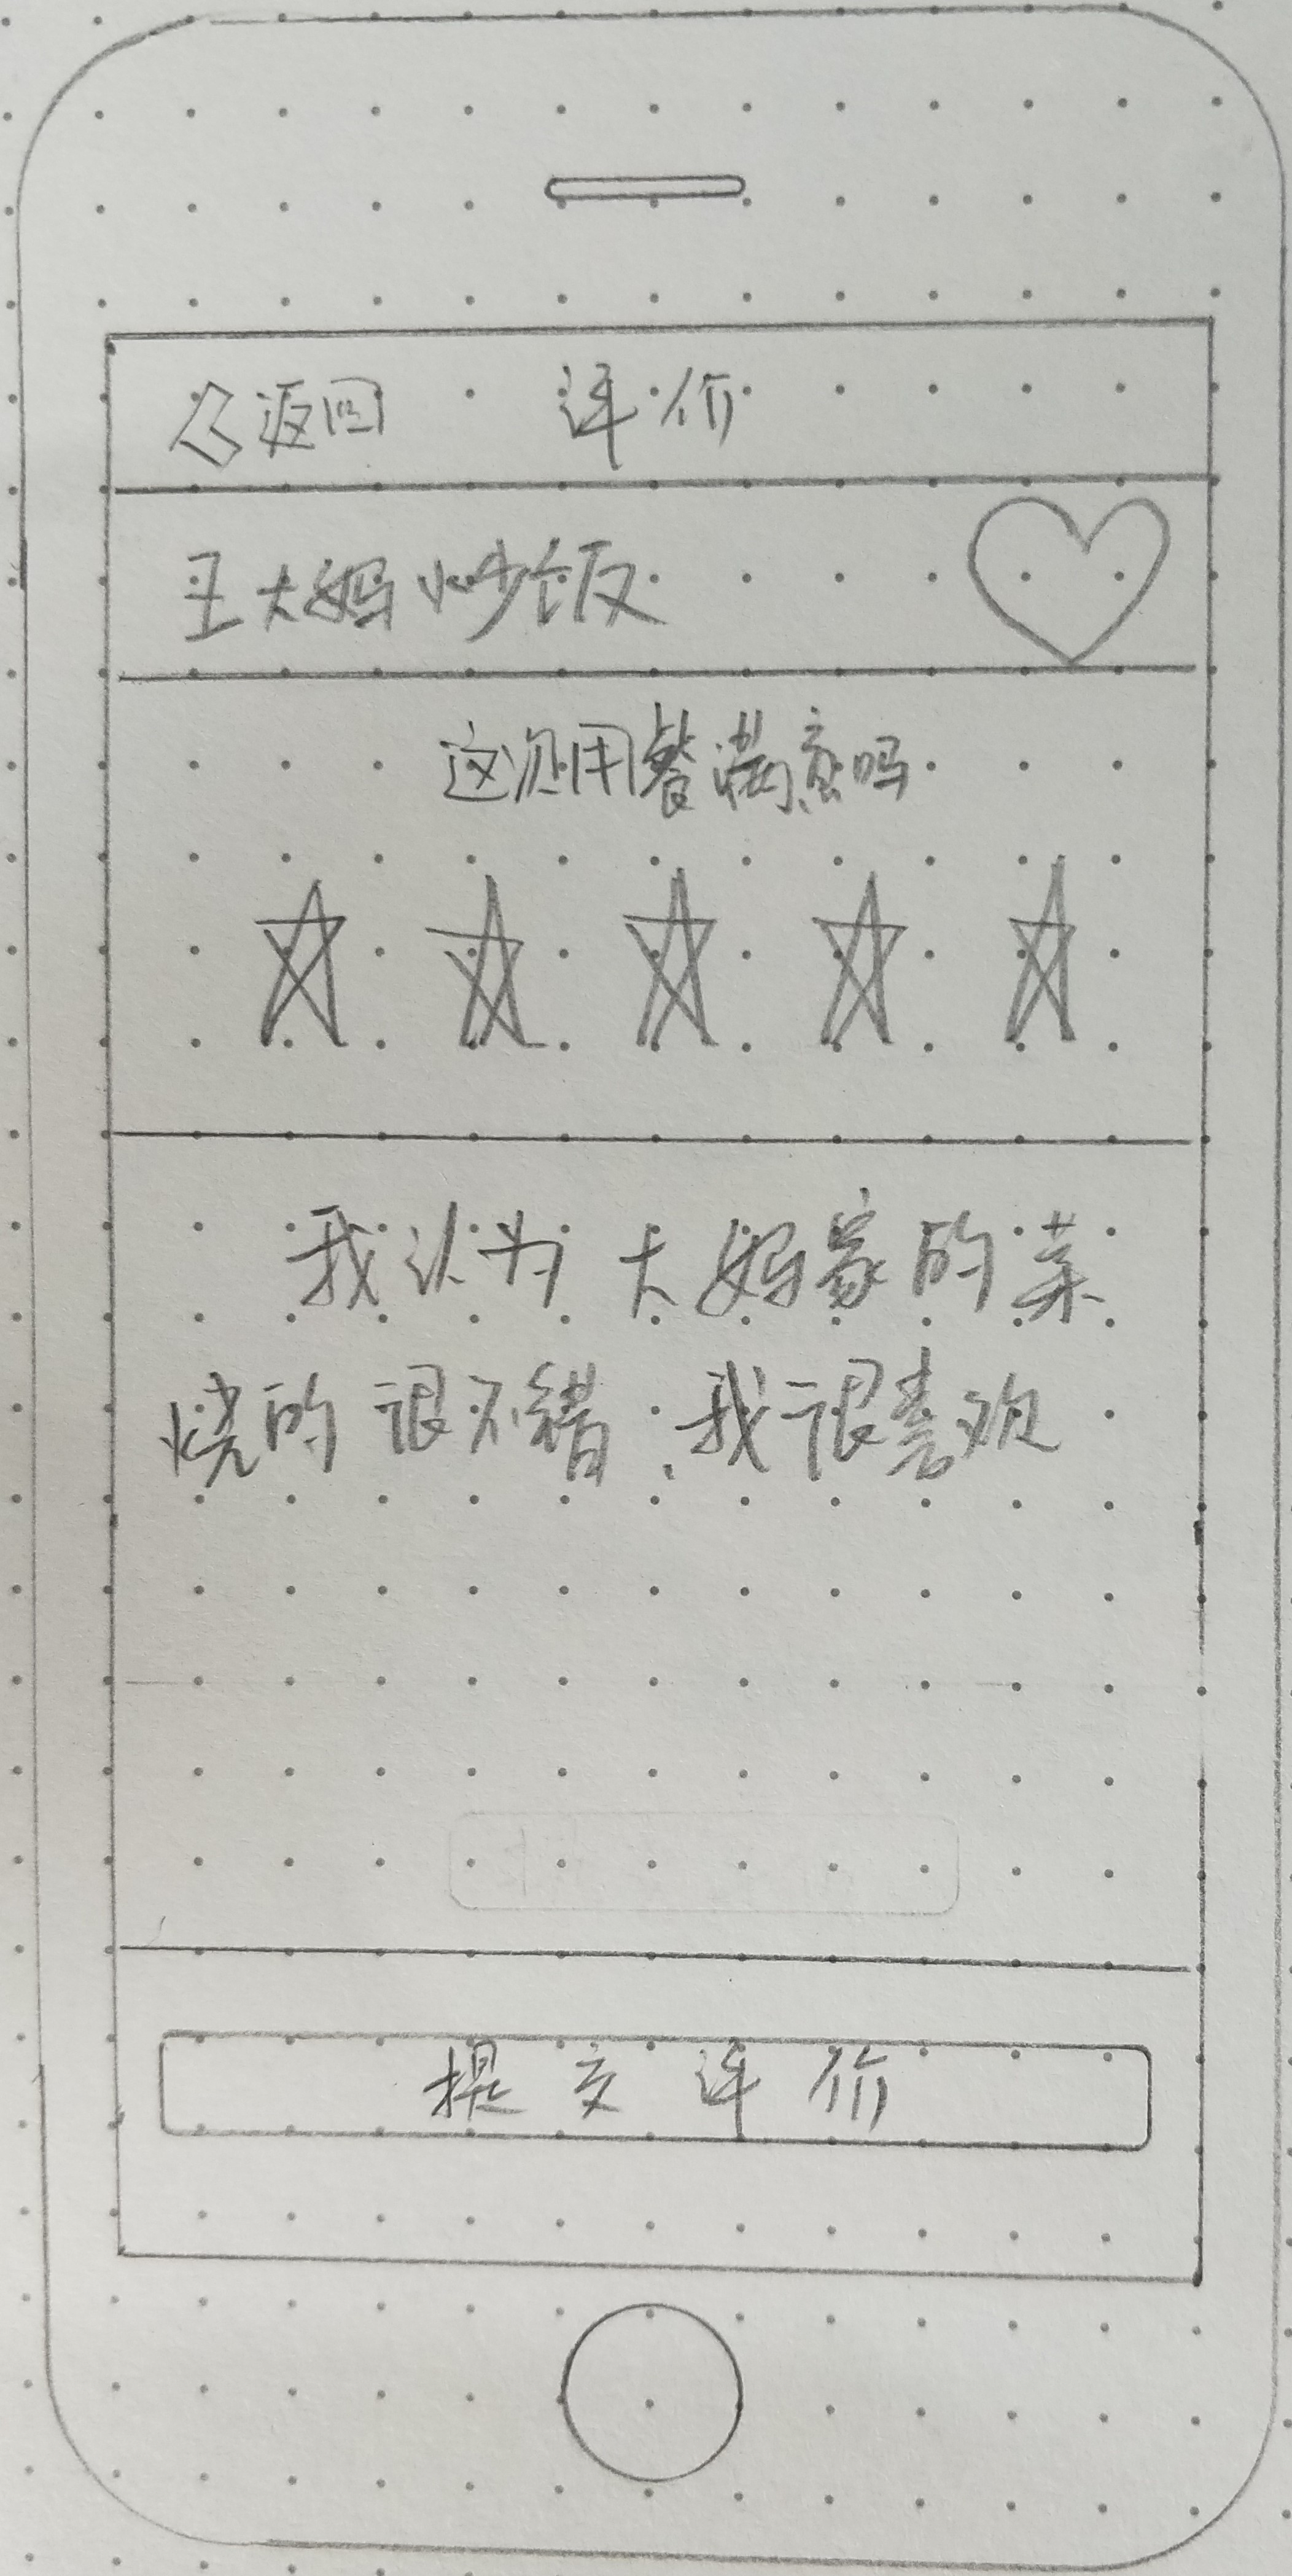 返回 评价
王大妈炒饭
这次用餐满意吗
我认为大妈家的菜
烧的很不错,我很喜欢
提交评价